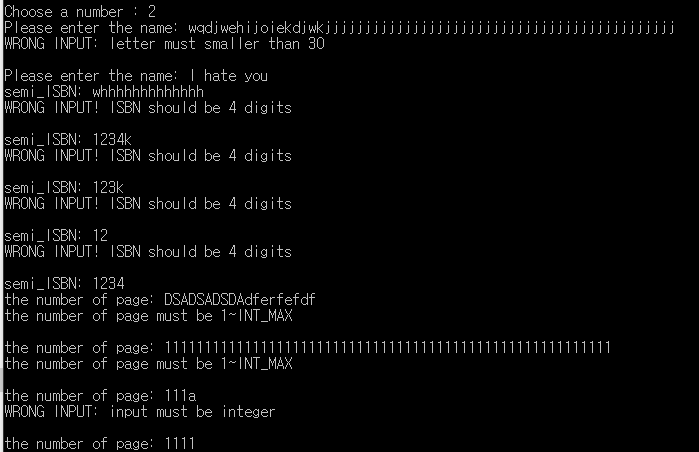 Choose a number : 2
Please enter the name: wqdjwehijoiekdjwkjjjjjjjjjjjjjjjjjjjjjjjjjjjjjjjjjjjjjjjjjjjj
WRONG INPUT: letter must smaller than 30
Please enter the name: I hate you
semi_ISBN: whhhhhhhhhhhhh
WRONG INPUT! ISBN should be 4 digits
semi_ISBN: 1234k
WRONG INPUT! ISBN should be 4 digits
semi_ISBN: 123k
WRONG INPUT! ISBN should be 4 digits
semi_ISBN: 12
WRONG INPUT! ISBN should be 4 digits
semi_ISBN: 1234
the number of page: DSADSADSDAdferfefdf
the number of page must be 1~INT_MAX
the number of page: 11111111111111111111111111111111111111111111111111111111
the number of page must be 1~INT_MAX
the number of page: 111a
WRONG INPUT: input must be integer
the number of page: 1111